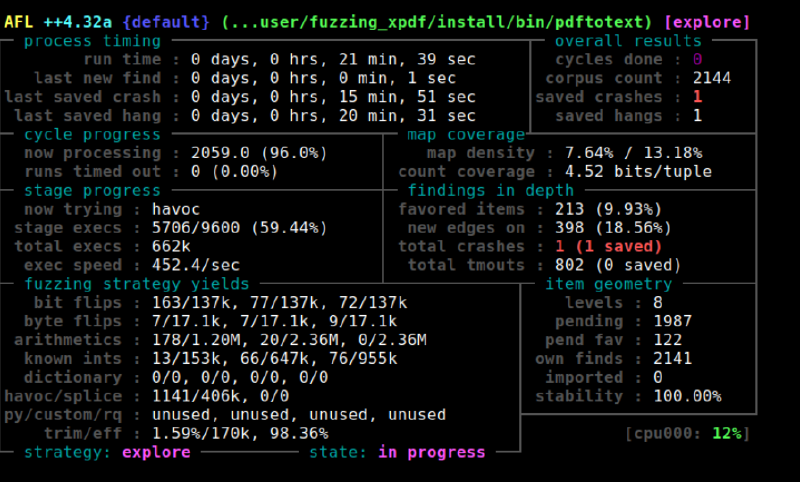 AFL ++4.32a {default} (...user/fuzzing_xpdf/install/bin/pdftotext) [explore]
process timing overall results
run time : 0 days, 0 hrs, 21 min, 39 sec cycles done : 0
last new find : 0 days, 0 hrs, 0 min, 1 sec corpus count : 2144
last saved crash : 0 days, 0 hrs, 15 min, 51 sec saved crashes : 1
last saved hang : 0 days, 0 hrs, 20 min, 31 sec saved hangs : 1
cycle progress map coverage
now processing : 2059.0 (96.0%) map density : 7.64% / 13.18%
runs timed out : 0 (0.00%) count coverage : 4.52 bits/tuple
stage progress findings in depth
now trying : havoc favored items : 213 (9.93%)
stage execs : 5706/9600 (59.44%) new edges on : 398 (18.56%)
total execs : 662k total crashes : 1 (1 saved)
exec speed : 452.4/sec total tmouts : 802 (0 saved)
fuzzing strategy yields item geometry
bit flips : 163/137k, 77/137k, 72/137k levels : 8
byte flips : 7/17.1k, 7/17.1k, 9/17.1k pending : 1987
arithmetics : 178/1.20M, 20/2.36M, 0/2.36M pend fav : 122
known ints : 13/153k, 66/647k, 76/955k own finds : 2141
dictionary : 0/0, 0/0, 0/0, 0/0 imported : 0
havoc/splice : 1141/406k, 0/0 stability : 100.00%
py/custom/rq : unused, unused, unused, unused
trim/eff : 1.59%/170k, 98.36% [cpu000: 12%]
strategy: explore state: in progress